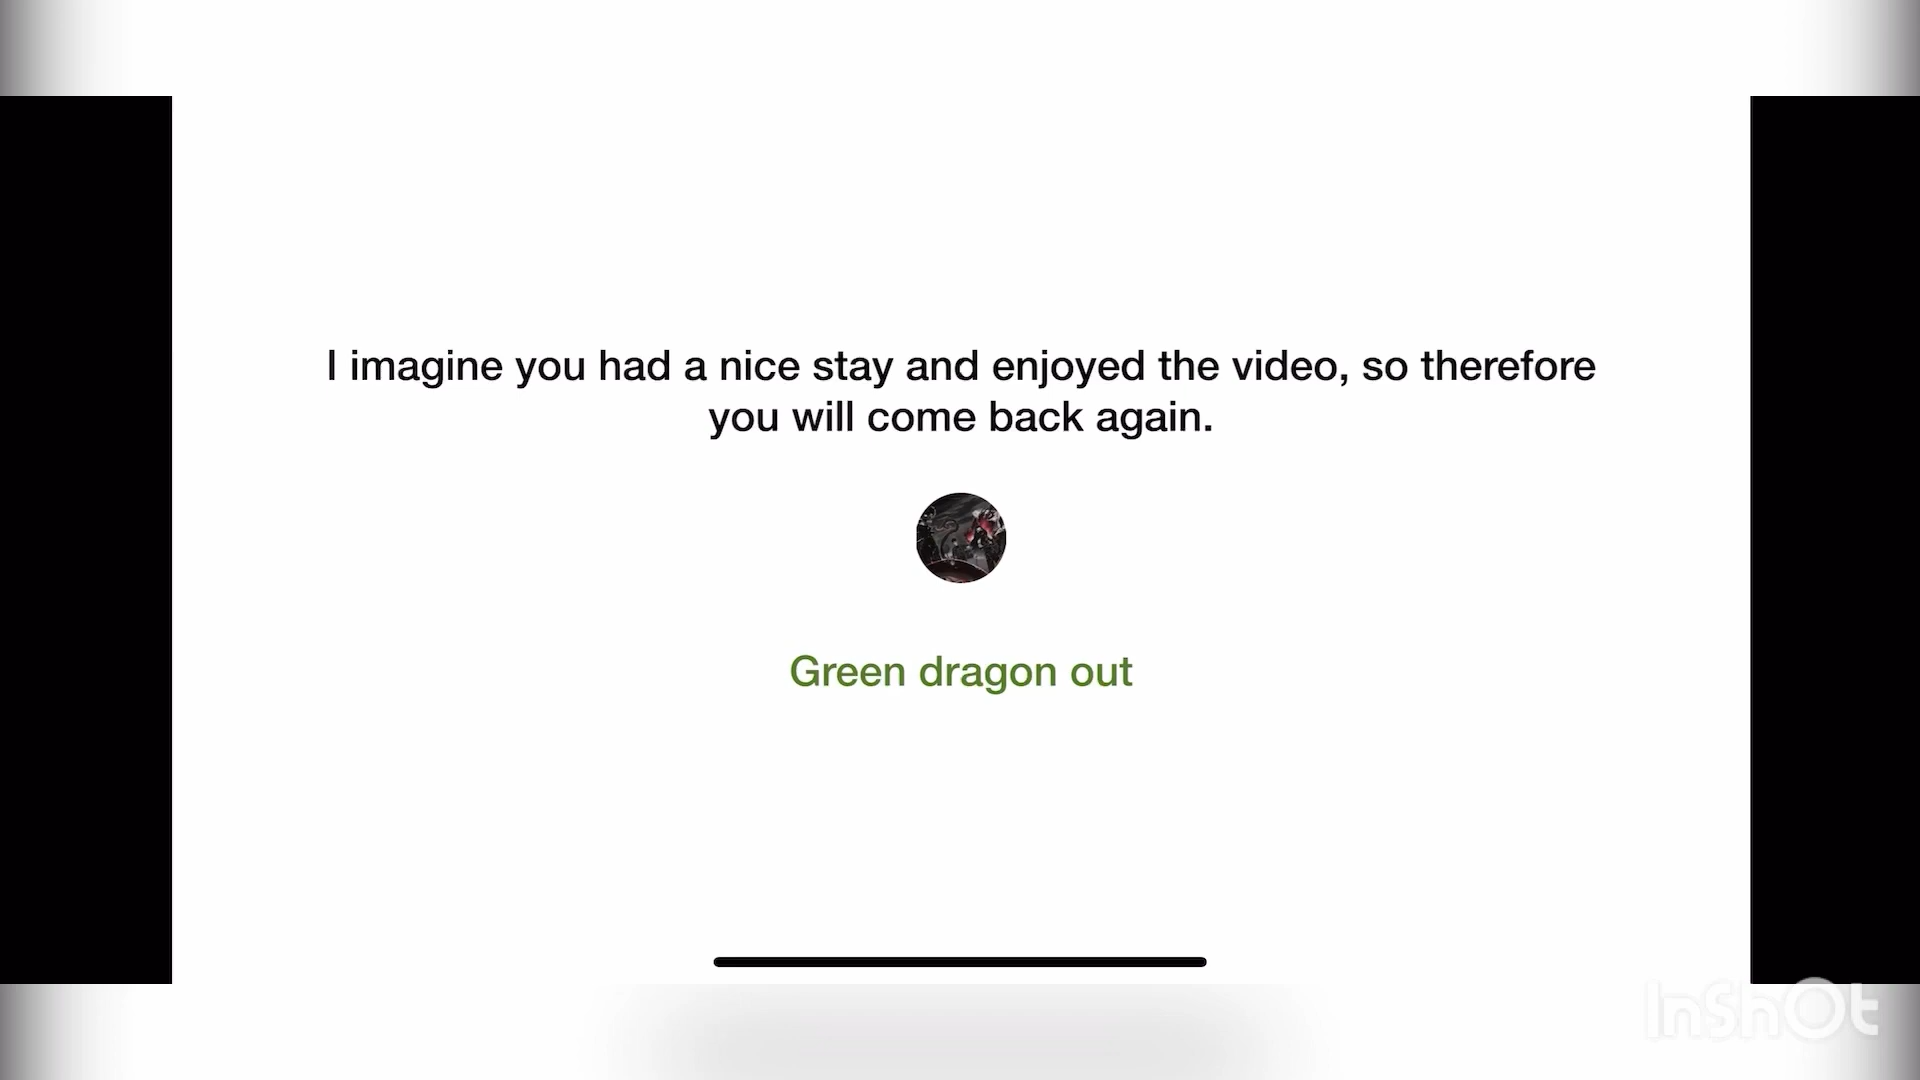 I imagine you had a nice stay and enjoyed the video, so therefore
you will come back again.
Green dragon out
InShOt